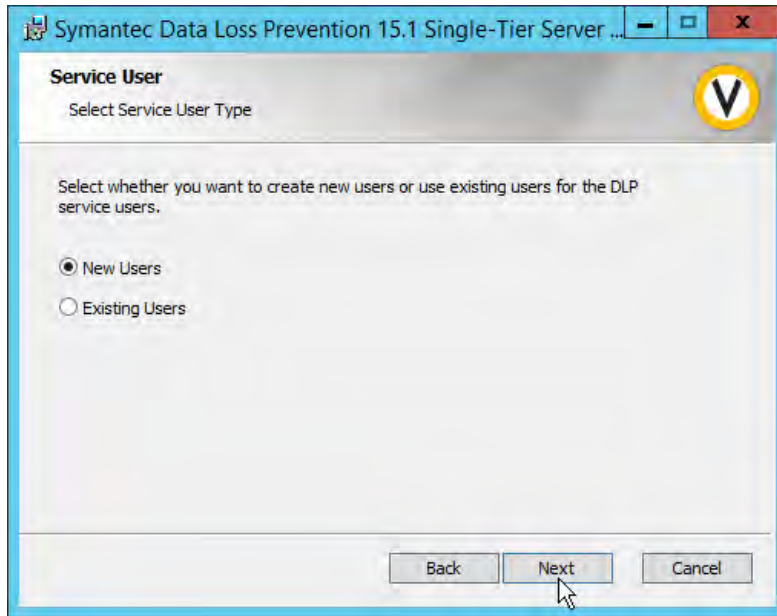 Symantec Data Loss Prevention 15.1 Single-Tier Server ...
Service User
Select Service User Type
Select whether you want to create new users or use existing users for the DLP
service users.
New Users
Existing Users
Back Next Cancel